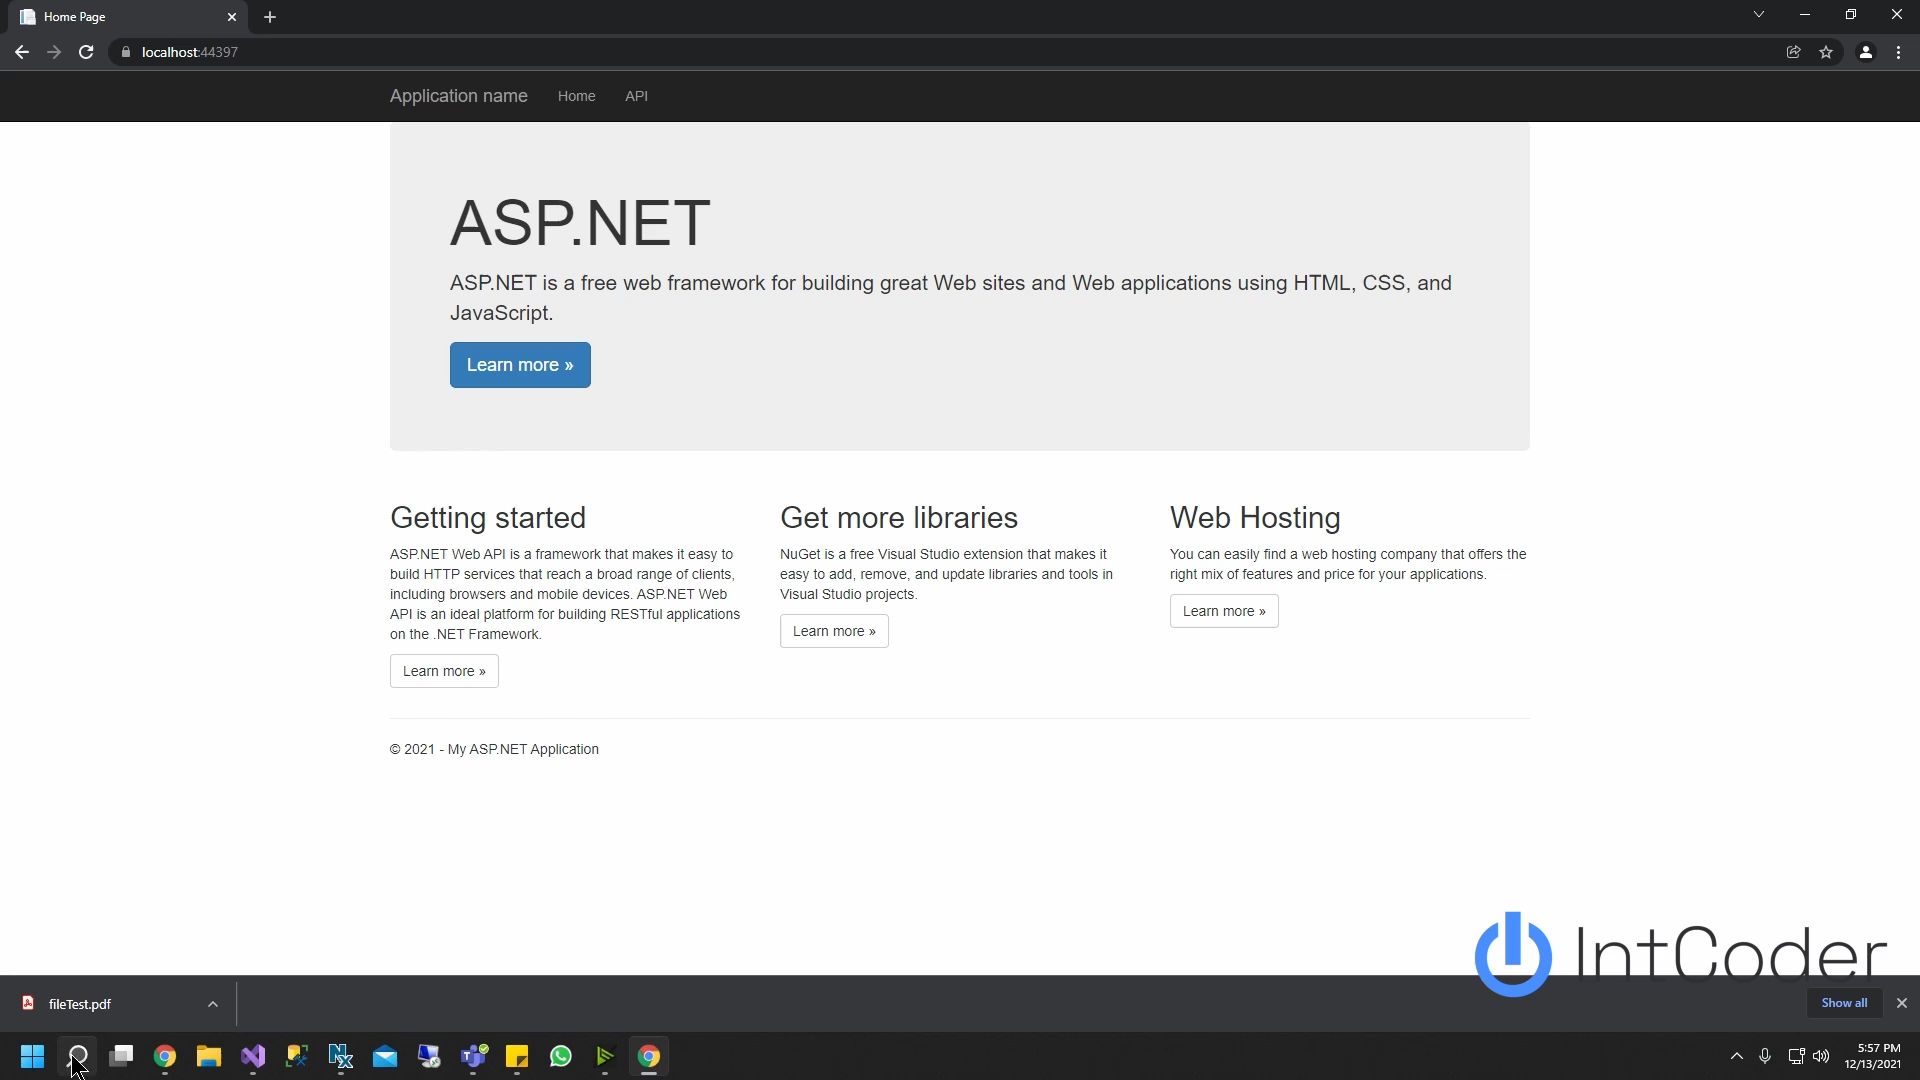 Home Page
localhost:44397
Application name Home API
ASP.NET
ASP.NET is a free web framework for building great Web sites and Web applications using HTML, CSS, and
JavaScript.
Learn more »
Getting started
ASP.NET Web API is a framework that makes it easy to
build HTTP services that reach a broad range of clients,
including browsers and mobile devices. ASP.NET Web
API is an ideal platform for building RESTful applications
on the .NET Framework.
Learn more »
Get more libraries
NuGet is a free Visual Studio extension that makes it
easy to add, remove, and update libraries and tools in
Visual Studio projects.
Learn more »
Web Hosting
You can easily find a web hosting company that offers the
right mix of features and price for your applications.
Learn more »
© 2021 - My ASP.NET Application
IntCoder
fileTest.pdf
Show all
5:57 PM
12/13/2021